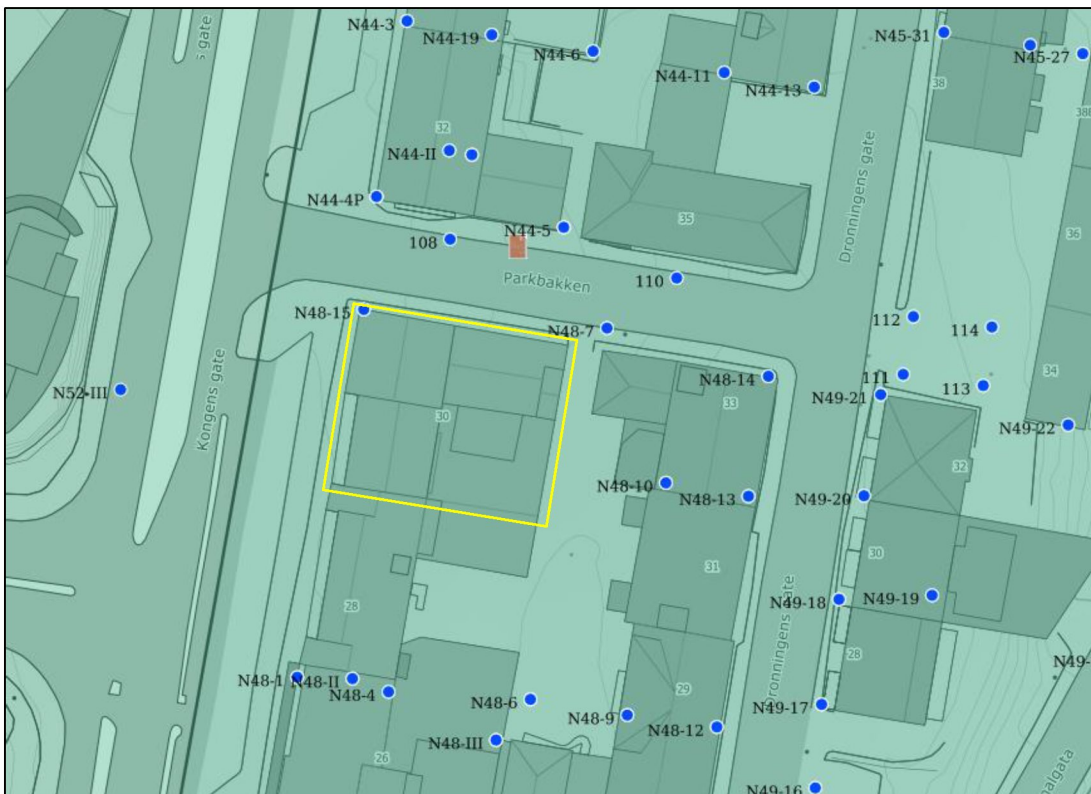 N44-3
N44-19
N44-6
N45-31
N45-27
N44-11
N44-13
s gate
38
38B
32
N44-II
N44-4P
108
N44-5
35
Dronningens gate
36
Parkbakken
110
N48-15
N48-7
112
114
N52-III
Kongens gate
30
N48-14
33
111
N49-21
113
34
N49-22
32
N48-10
N48-13
N49-20
31
30
28
N49-18
N49-19
Dronningens gate
28
N49-
N48-1
N48-II
N48-4
N48-6
29
N48-9
N48-12
N49-17
N48-III
26
N49-16
algata